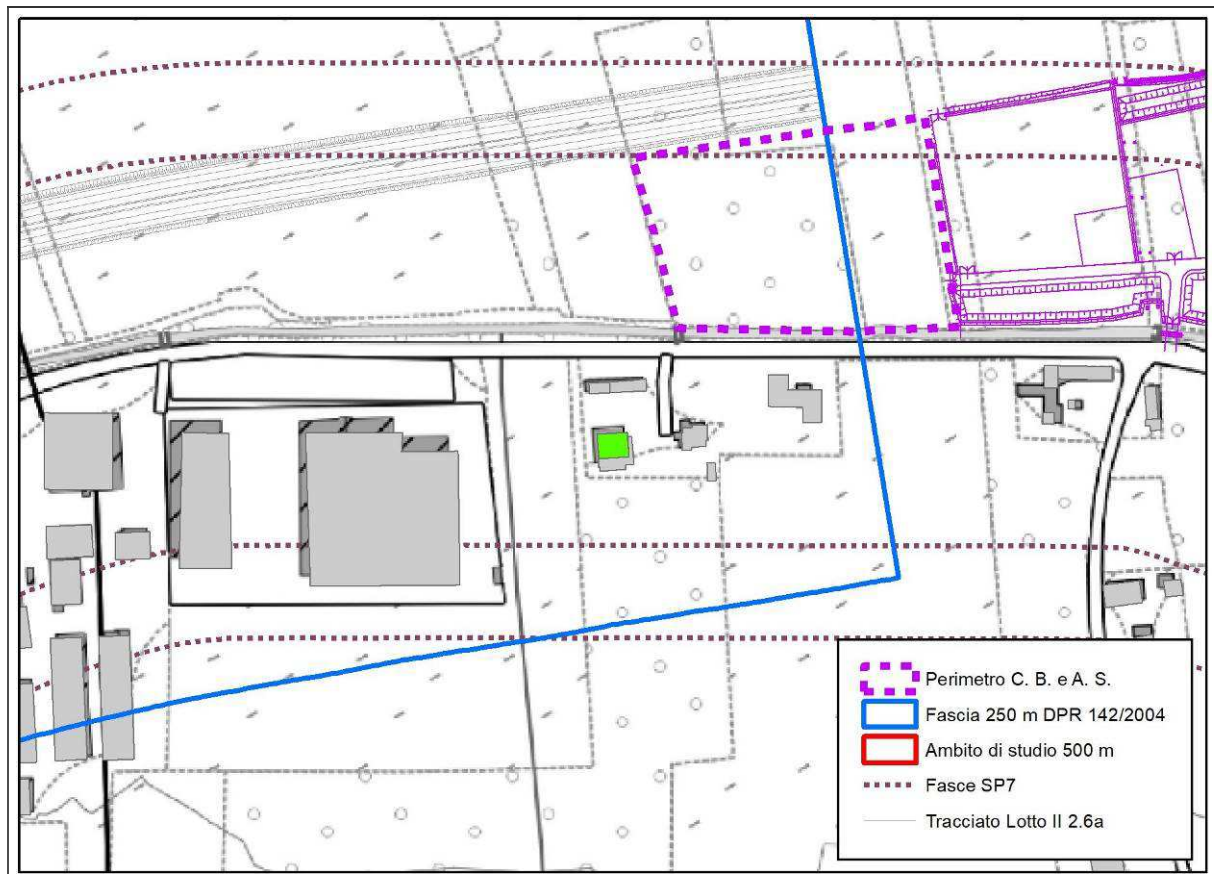 Perimetro C. B. e A. S.
Fascia 250 m DPR 142/2004
Ambito di studio 500 m
Fasce SP7
Tracciato Lotto II 2.6a